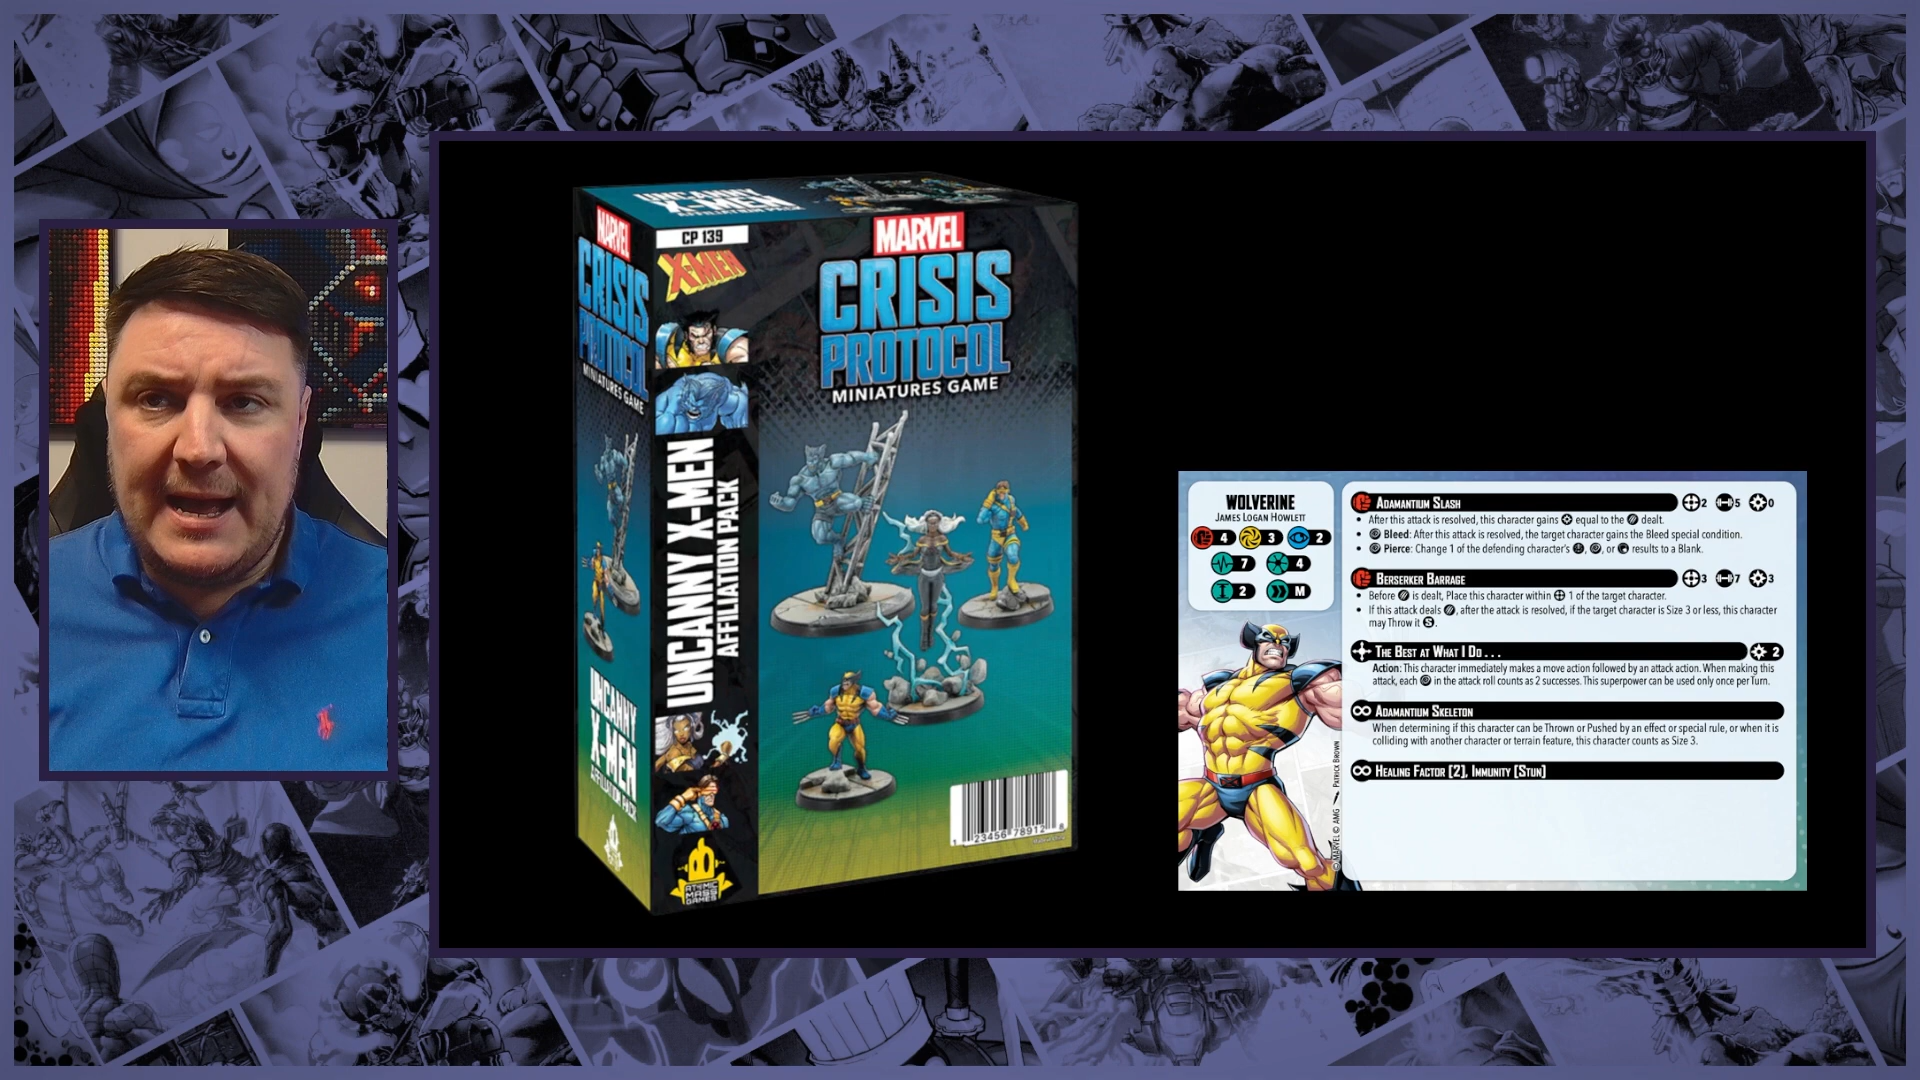 UNCANNY
X-MEN
AFFILIATION PACK
MARVEL
CRISIS
PROTOCOL
MINIATURES GAME
UNCANNY
X-MEN
AFFILIATION PACK
CP 139
X-MEN
UNCANNY X-MEN
AFFILIATION PACK
ATOMIC
MASS
GAMES
MARVEL
CRISIS
PROTOCOL
MINIATURES GAME
1 23456 78912 8
WOLVERINE
JAMES LOGAN HOWLETT
4 3 2
7 4
2 M
MARVEL © AMG / PATRICK BROWN
ADAMANTIUM SLASH 2 5 0
• After this attack is resolved, this character gains equal to the dealt.
• Bleed: After this attack is resolved, the target character gains the Bleed special condition.
• Pierce: Change 1 of the defending character's , , or results to a Blank.
BERSERKER BARRAGE 3 7 3
• Before is dealt, Place this character within 1 of the target character.
• If this attack deals , after the attack is resolved, if the target character is Size 3 or less, this character
may Throw it S.
THE BEST AT WHAT I DO . . . 2
Action: This character immediately makes a move action followed by an attack action. When making this
attack, each in the attack roll counts as 2 successes. This superpower can be used only once per Turn.
ADAMANTIUM SKELETON
When determining if this character can be Thrown or Pushed by an effect or special rule, or when it is
colliding with another character or terrain feature, this character counts as Size 3.
HEALING FACTOR [2], IMMUNITY [STUN]